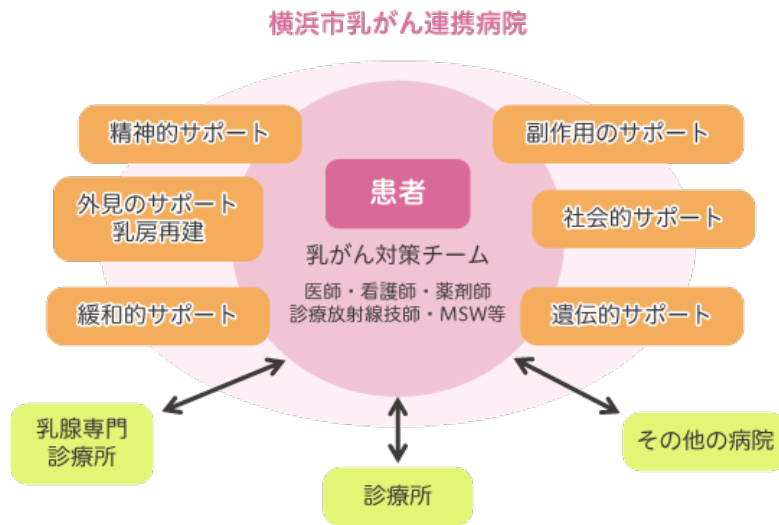 横浜市乳がん連携病院
精神的サポート
副作用のサポート
外見のサポート
乳房再建
患者
社会的サポート
乳がん対策チーム
医師・看護師・薬剤師
診療放射線技師・MSW等
緩和的サポート
遺伝的サポート
乳腺専門
診療所
診療所
その他の病院